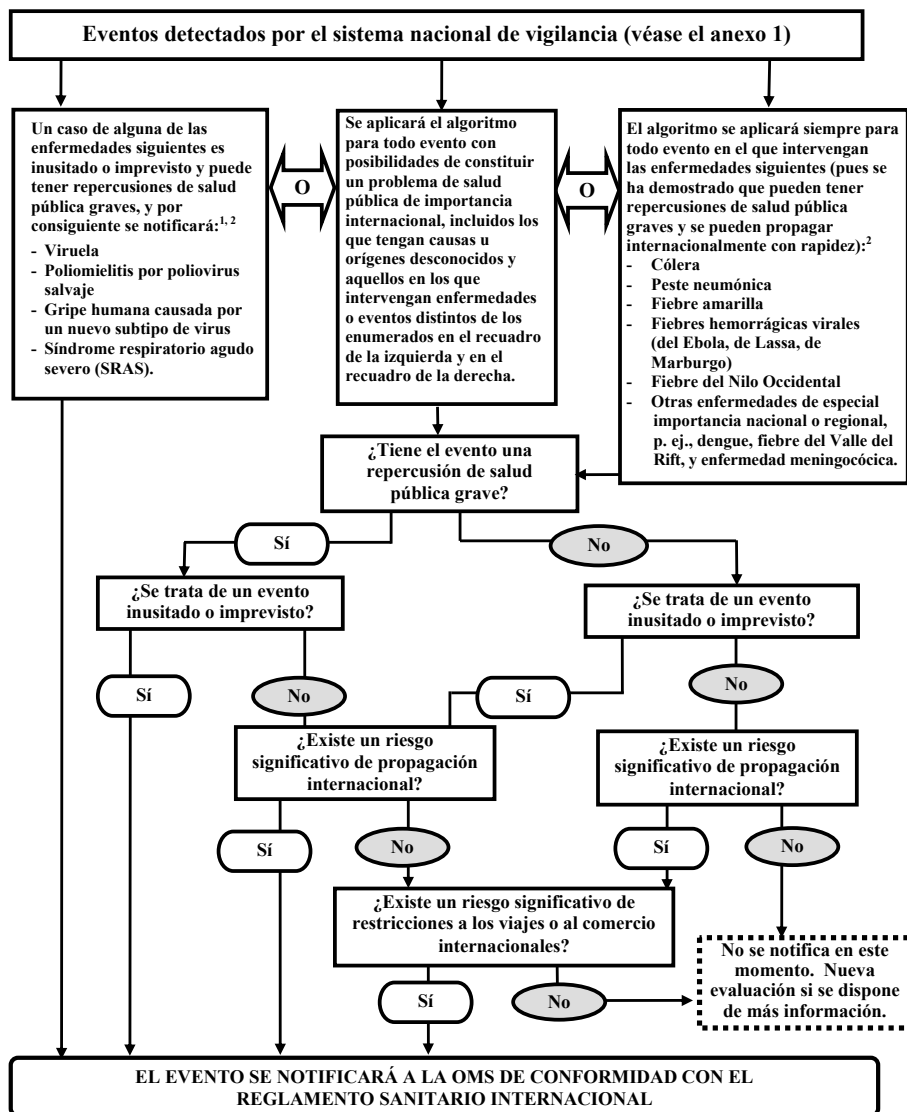 Eventos detectados por el sistema nacional de vigilancia (véase el anexo 1)
Un caso de alguna de las
enfermedades siguientes es
inusitado o imprevisto y puede
tener repercusiones de salud
pública graves, y por
consiguiente se notificará:1, 2
- Viruela
- Poliomielitis por poliovirus
salvaje
- Gripe humana causada por
un nuevo subtipo de virus
- Síndrome respiratorio agudo
severo (SRAS).
O
Se aplicará el algoritmo
para todo evento con
posibilidades de constituir
un problema de salud
pública de importancia
internacional, incluidos los
que tengan causas u
orígenes desconocidos y
aquellos en los que
intervengan enfermedades
o eventos distintos de los
enumerados en el recuadro
de la izquierda y en el
recuadro de la derecha.
O
El algoritmo se aplicará siempre para
todo evento en el que intervengan
las enfermedades siguientes (pues se
ha demostrado que pueden tener
repercusiones de salud pública
graves y se pueden propagar
internacionalmente con rapidez):2
- Cólera
- Peste neumónica
- Fiebre amarilla
- Fiebres hemorrágicas virales
(del Ebola, de Lassa, de
Marburgo)
- Fiebre del Nilo Occidental
- Otras enfermedades de especial
importancia nacional o regional,
p. ej., dengue, fiebre del Valle del
Rift, y enfermedad meningocócica.
¿Tiene el evento una
repercusión de salud
pública grave?
Sí
No
¿Se trata de un evento
inusitado o imprevisto?
¿Se trata de un evento
inusitado o imprevisto?
Sí
No
Sí
No
¿Existe un riesgo
significativo de propagación
internacional?
¿Existe un riesgo
significativo de propagación
internacional?
Sí
No
Sí
No
¿Existe un riesgo significativo de
restricciones a los viajes o al comercio
internacionales?
No se notifica en este
momento. Nueva
evaluación si se dispone
de más información.
Sí
No
EL EVENTO SE NOTIFICARÁ A LA OMS DE CONFORMIDAD CON EL
REGLAMENTO SANITARIO INTERNACIONAL